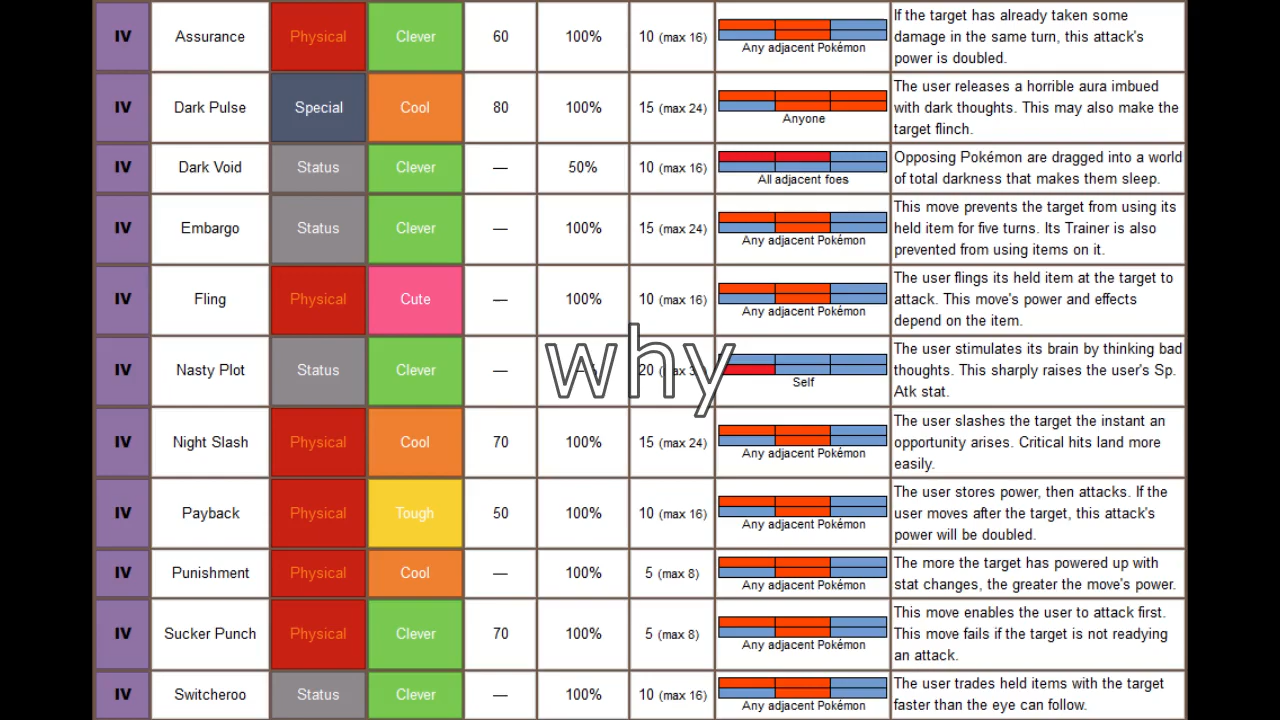 IV Assurance Physical Clever 60 100% 10 (max 16) Any adjacent Pokémon If the target has already taken some
damage in the same turn, this attack's
power is doubled.
IV Dark Pulse Special Cool 80 100% 15 (max 24) Anyone The user releases a horrible aura imbued
with dark thoughts. This may also make the
target flinch.
IV Dark Void Status Clever — 50% 10 (max 16) All adjacent foes Opposing Pokémon are dragged into a world
of total darkness that makes them sleep.
IV Embargo Status Clever — 100% 15 (max 24) Any adjacent Pokémon This move prevents the target from using its
held item for five turns. Its Trainer is also
prevented from using items on it.
IV Fling Physical Cute — 100% 10 (max 16) Any adjacent Pokémon The user flings its held item at the target to
attack. This move's power and effects
depend on the item.
why
IV Nasty Plot Status Clever — 20 Self The user stimulates its brain by thinking bad
thoughts. This sharply raises the user's Sp.
Atk stat.
IV Night Slash Physical Cool 70 100% 15 (max 24) Any adjacent Pokémon The user slashes the target the instant an
opportunity arises. Critical hits land more
easily.
IV Payback Physical Tough 50 100% 10 (max 16) Any adjacent Pokémon The user stores power, then attacks. If the
user moves after the target, this attack's
power will be doubled.
IV Punishment Physical Cool — 100% 5 (max 8) Any adjacent Pokémon The more the target has powered up with
stat changes, the greater the move's power.
IV Sucker Punch Physical Clever 70 100% 5 (max 8) Any adjacent Pokémon This move enables the user to attack first.
This move fails if the target is not readying
an attack.
IV Switcheroo Status Clever — 100% 10 (max 16) Any adjacent Pokémon The user trades held items with the target
faster than the eye can follow.